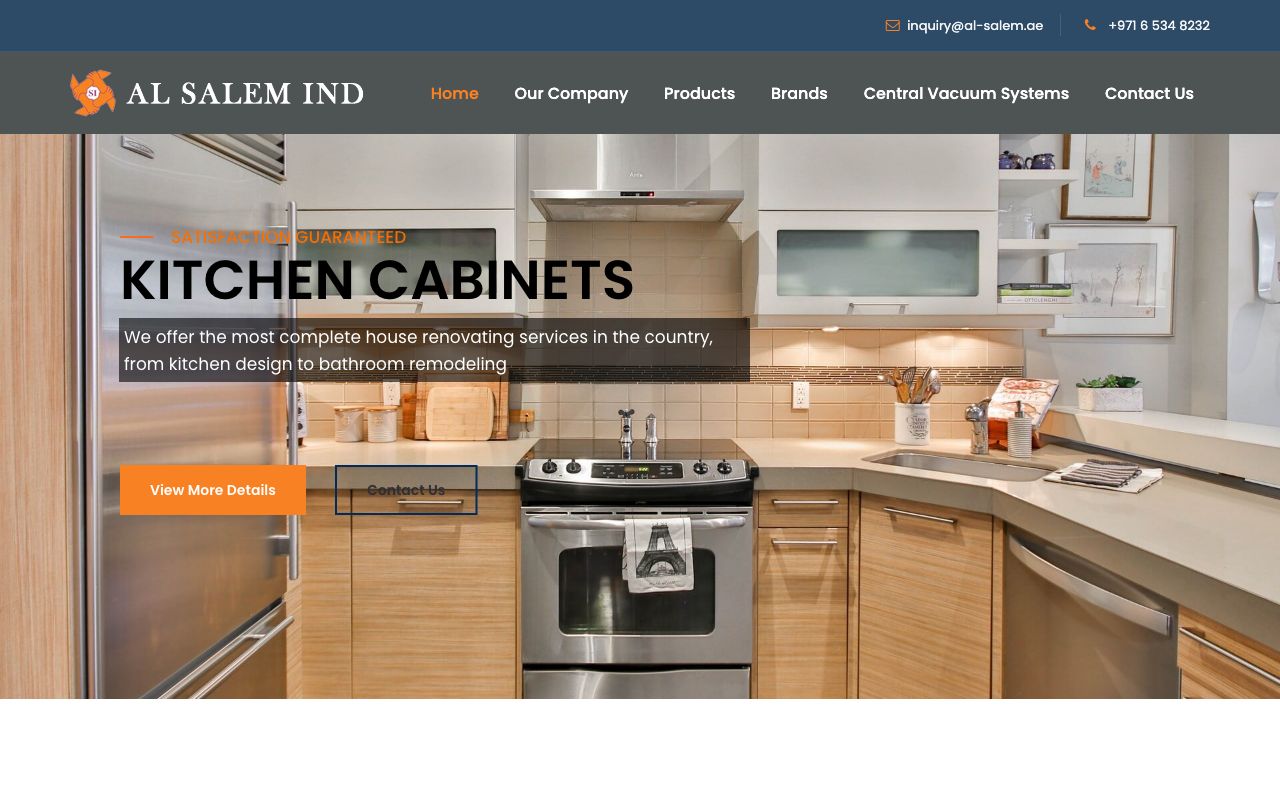 inquiry@al-salem.ae
+971 6 534 8232
SI AL SALEM IND
Home
Our Company
Products
Brands
Central Vacuum Systems
Contact Us
SATISFACTION GUARANTEED
KITCHEN CABINETS
We offer the most complete house renovating services in the country,
from kitchen design to bathroom remodeling
View More Details
Contact Us
OTTOLENGHI